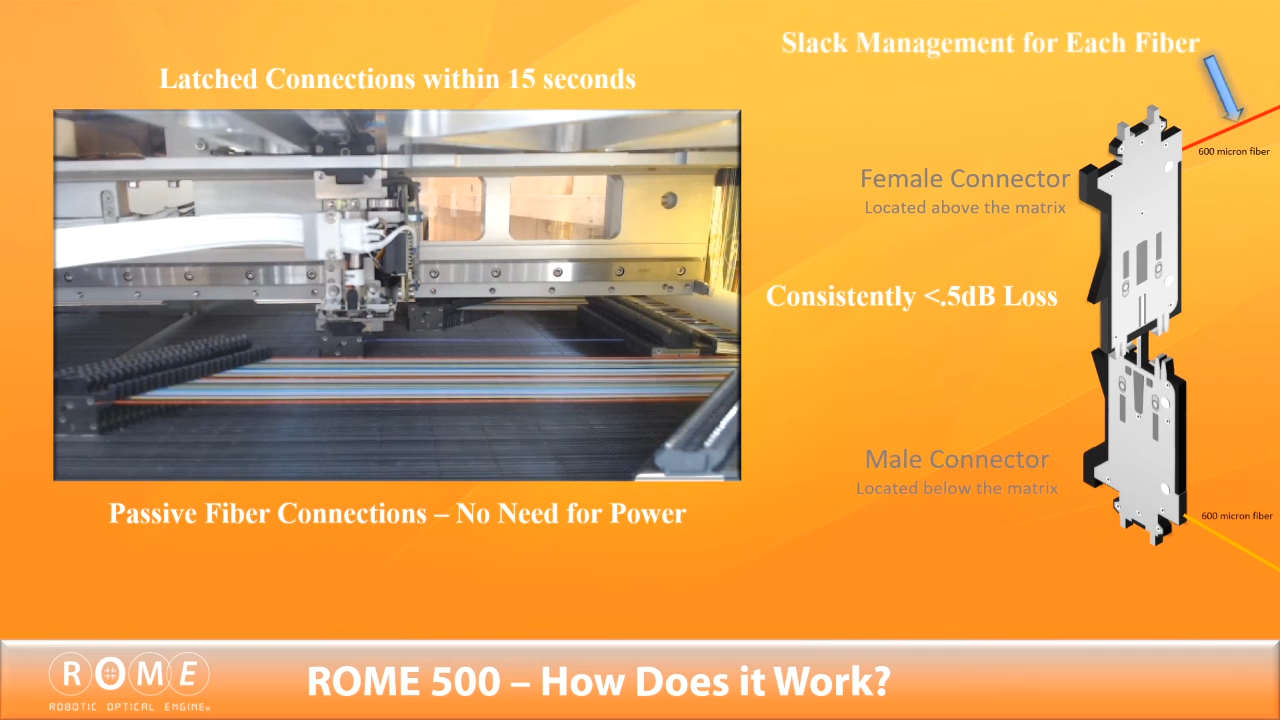 Slack Management for Each Fiber
Latched Connections within 15 seconds
600 micron fiber
Female Connector
Located above the matrix
Consistently <.5dB Loss
Male Connector
Located below the matrix
Passive Fiber Connections – No Need for Power
600 micron fiber
ROME
ROBOTIC OPTICAL ENGINE®
ROME 500 – How Does it Work?